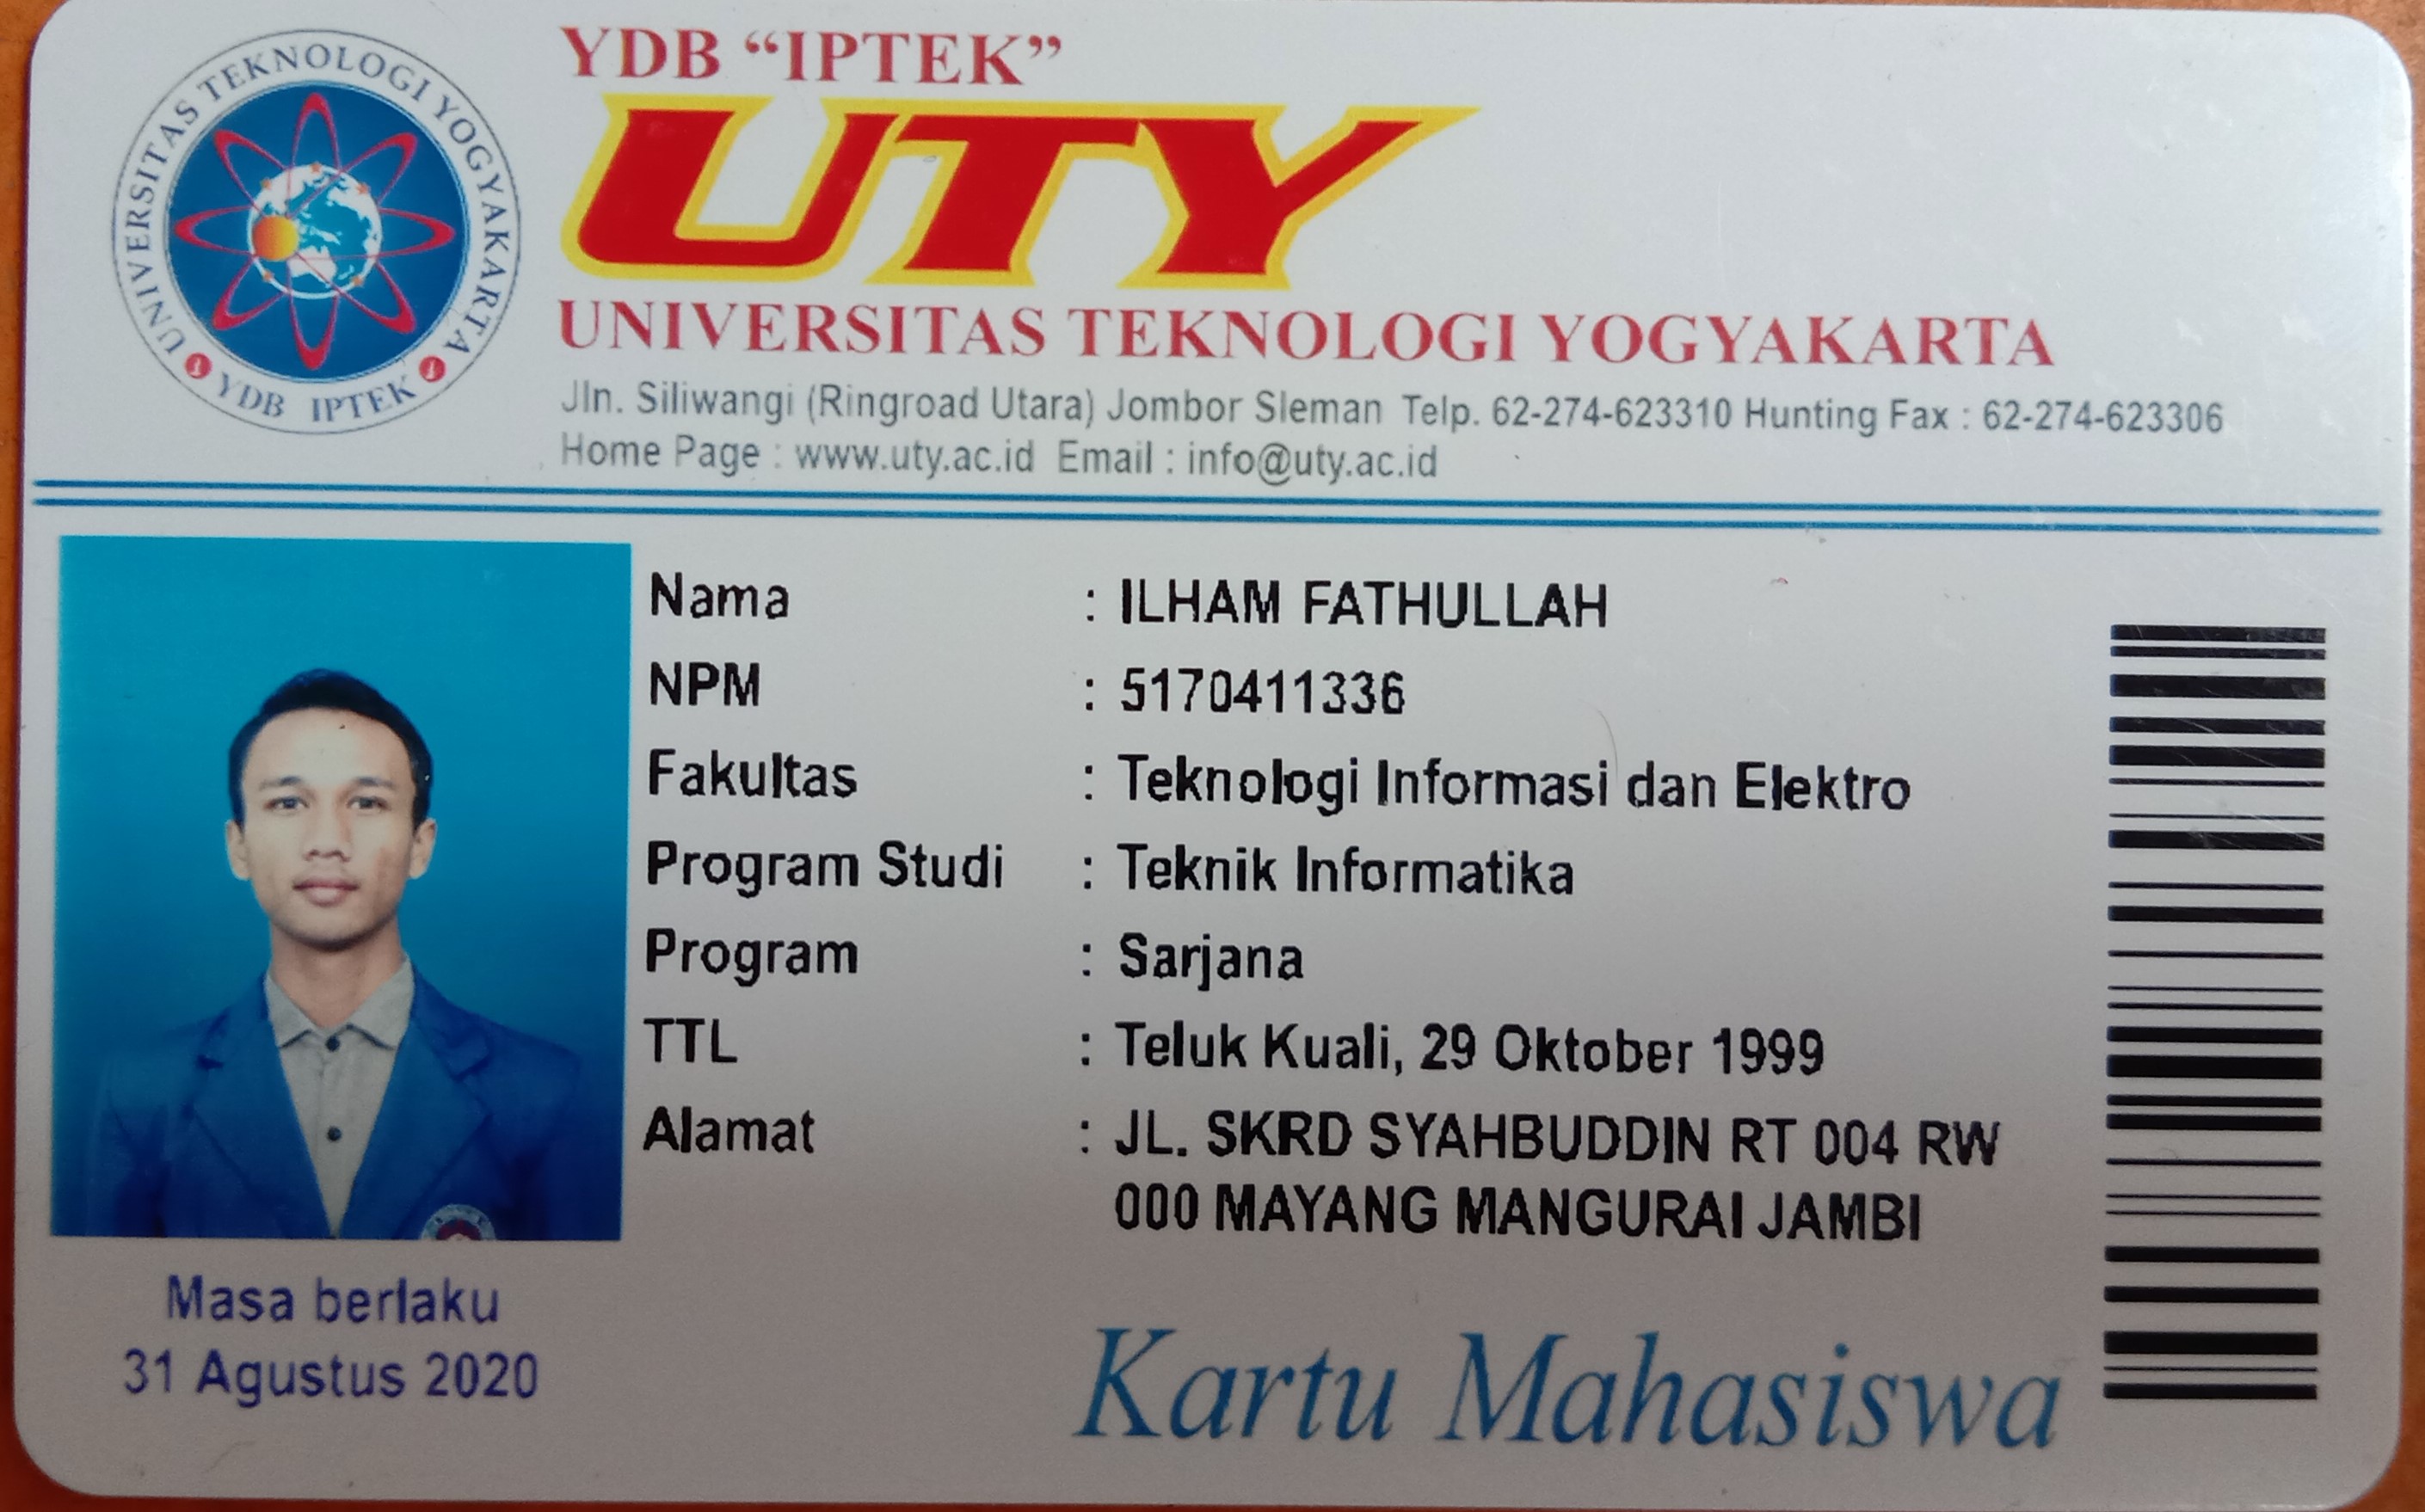 UNIVERSITAS TEKNOLOGI YOGYAKARTA
YDB IPTEK
YDB “IPTEK”
UTY
UNIVERSITAS TEKNOLOGI YOGYAKARTA
Jln. Siliwangi (Ringroad Utara) Jombor Sleman Telp. 62-274-623310 Hunting Fax : 62-274-623306
Home Page : www.uty.ac.id Email : info@uty.ac.id
Nama : ILHAM FATHULLAH
NPM : 5170411336
Fakultas : Teknologi Informasi dan Elektro
Program Studi : Teknik Informatika
Program : Sarjana
TTL : Teluk Kuali, 29 Oktober 1999
Alamat : JL. SKRD SYAHBUDDIN RT 004 RW
000 MAYANG MANGURAI JAMBI
Masa berlaku
31 Agustus 2020
Kartu Mahasiswa